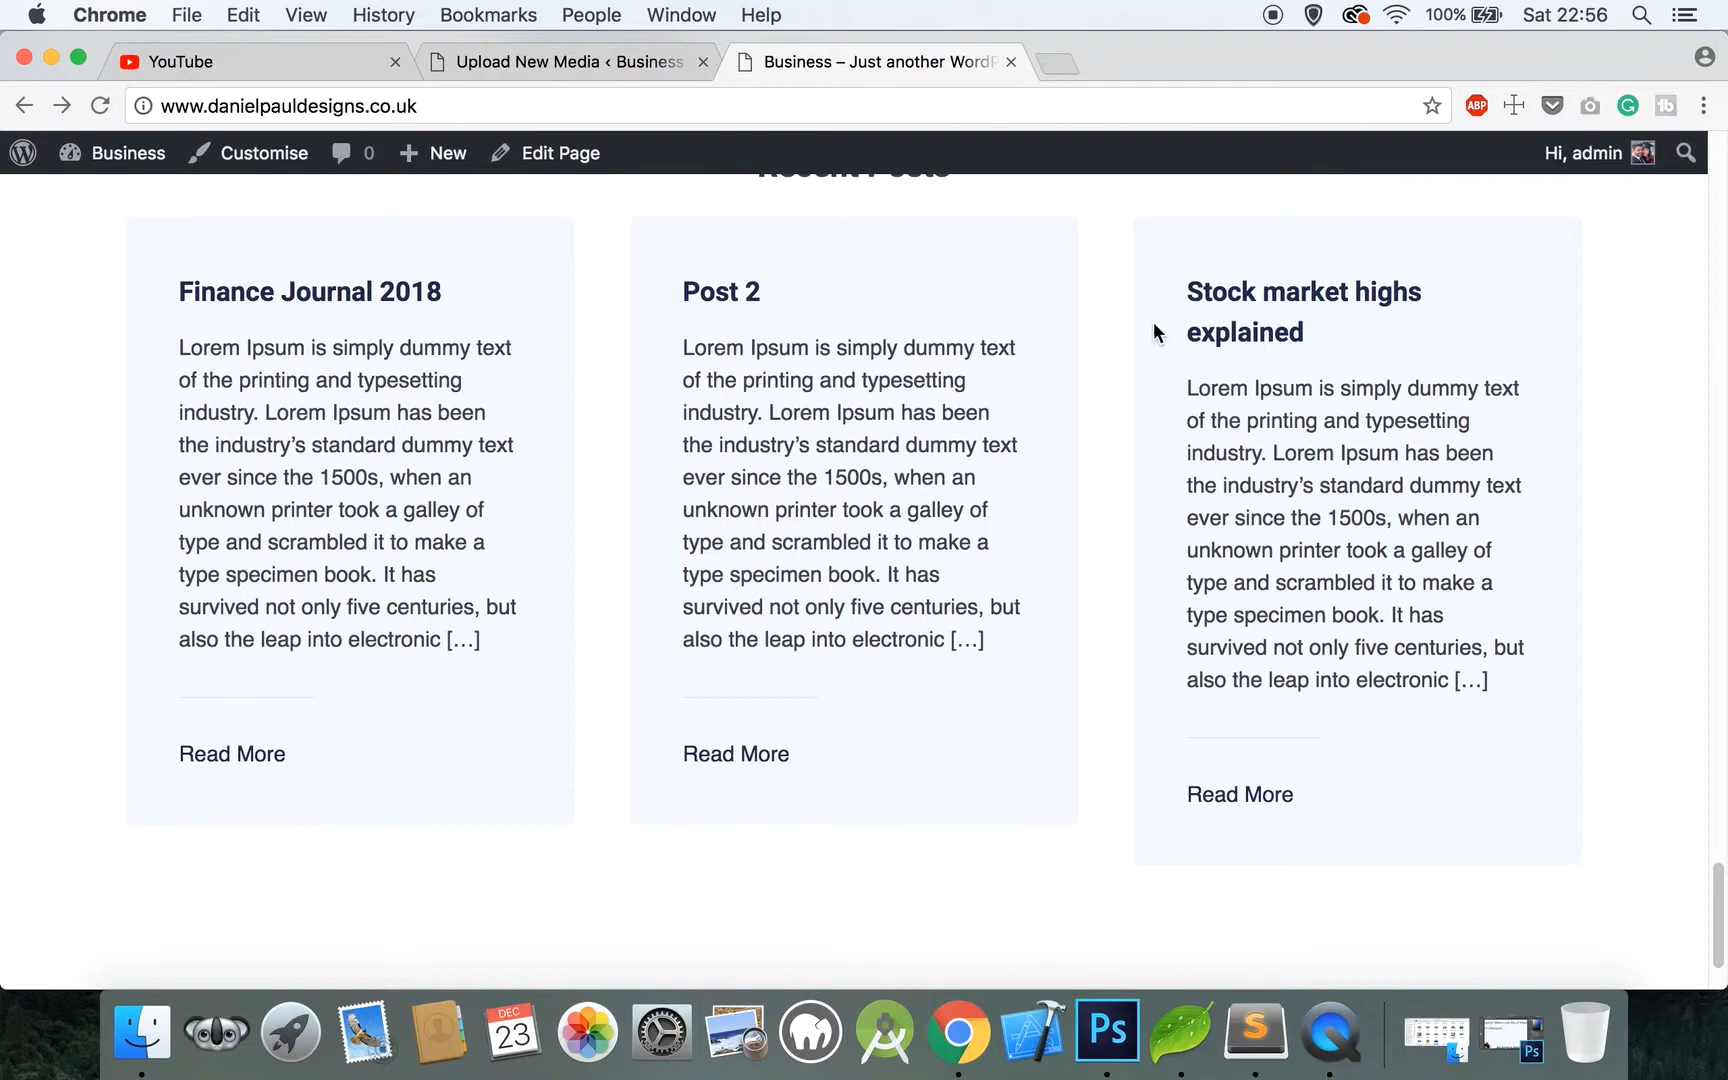 Chrome File Edit View History Bookmarks People Window Help 100% Sat 22:56
YouTube
Upload New Media ‹ Business
Business – Just another WordP
www.danielpauldesigns.co.uk
ABP
Business Customise 0 New Edit Page Hi, admin
Recent Posts
Finance Journal 2018
Lorem Ipsum is simply dummy text
of the printing and typesetting
industry. Lorem Ipsum has been
the industry’s standard dummy text
ever since the 1500s, when an
unknown printer took a galley of
type and scrambled it to make a
type specimen book. It has
survived not only five centuries, but
also the leap into electronic […]
Read More
Post 2
Lorem Ipsum is simply dummy text
of the printing and typesetting
industry. Lorem Ipsum has been
the industry’s standard dummy text
ever since the 1500s, when an
unknown printer took a galley of
type and scrambled it to make a
type specimen book. It has
survived not only five centuries, but
also the leap into electronic […]
Read More
Stock market highs
explained
Lorem Ipsum is simply dummy text
of the printing and typesetting
industry. Lorem Ipsum has been
the industry’s standard dummy text
ever since the 1500s, when an
unknown printer took a galley of
type and scrambled it to make a
type specimen book. It has
survived not only five centuries, but
also the leap into electronic […]
Read More
DEC
23
Ps
S
Ps